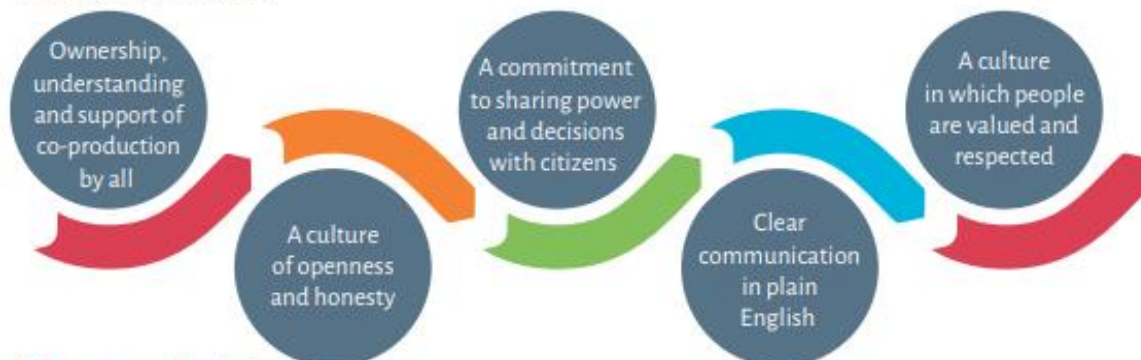 Ownership,
understanding
and support of
co-production
by all
A culture
of openness
and honesty
A commitment
to sharing power
and decisions
with citizens
Clear
communication
in plain
English
A culture
in which people
are valued and
respected